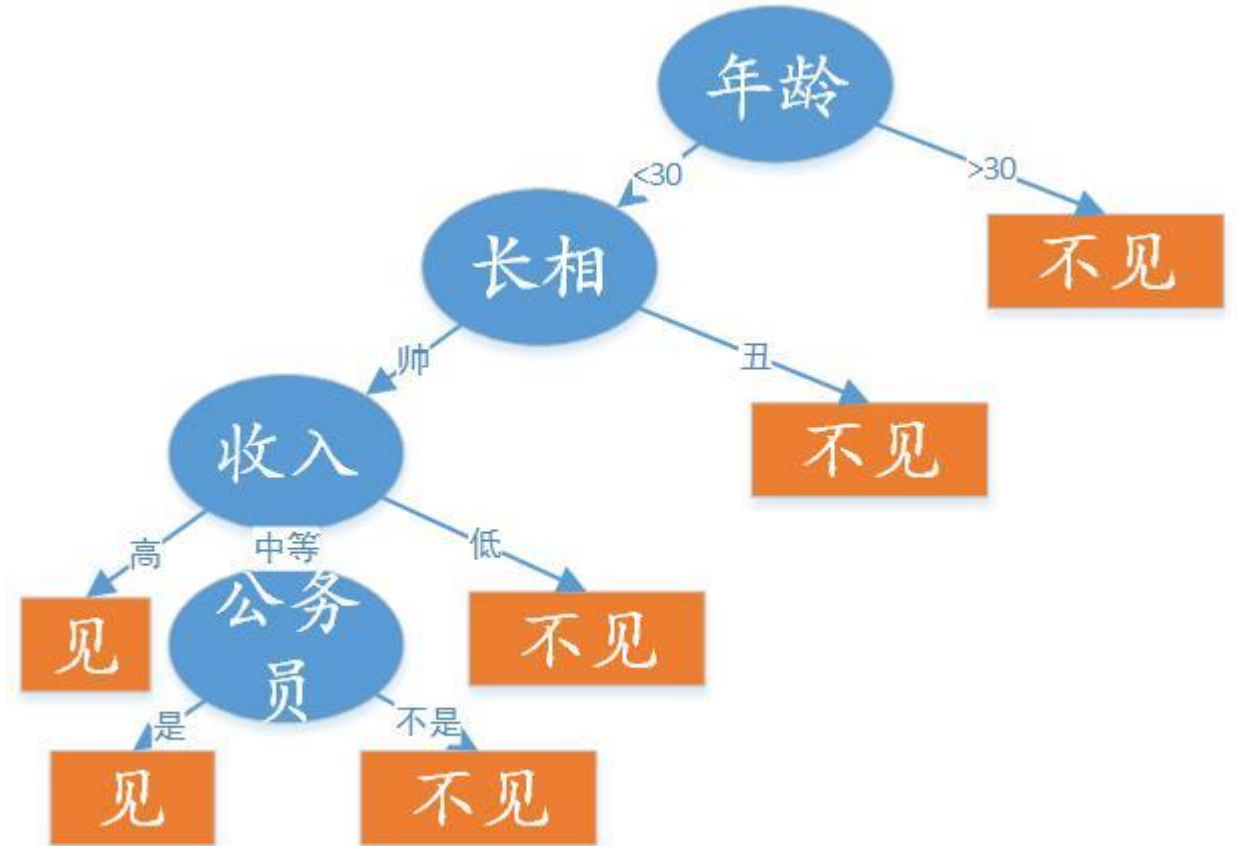 年龄
<30
>30
长相
不见
帅
丑
收入
不见
高
中等
低
见
公务
员
不见
是
不是
见
不见